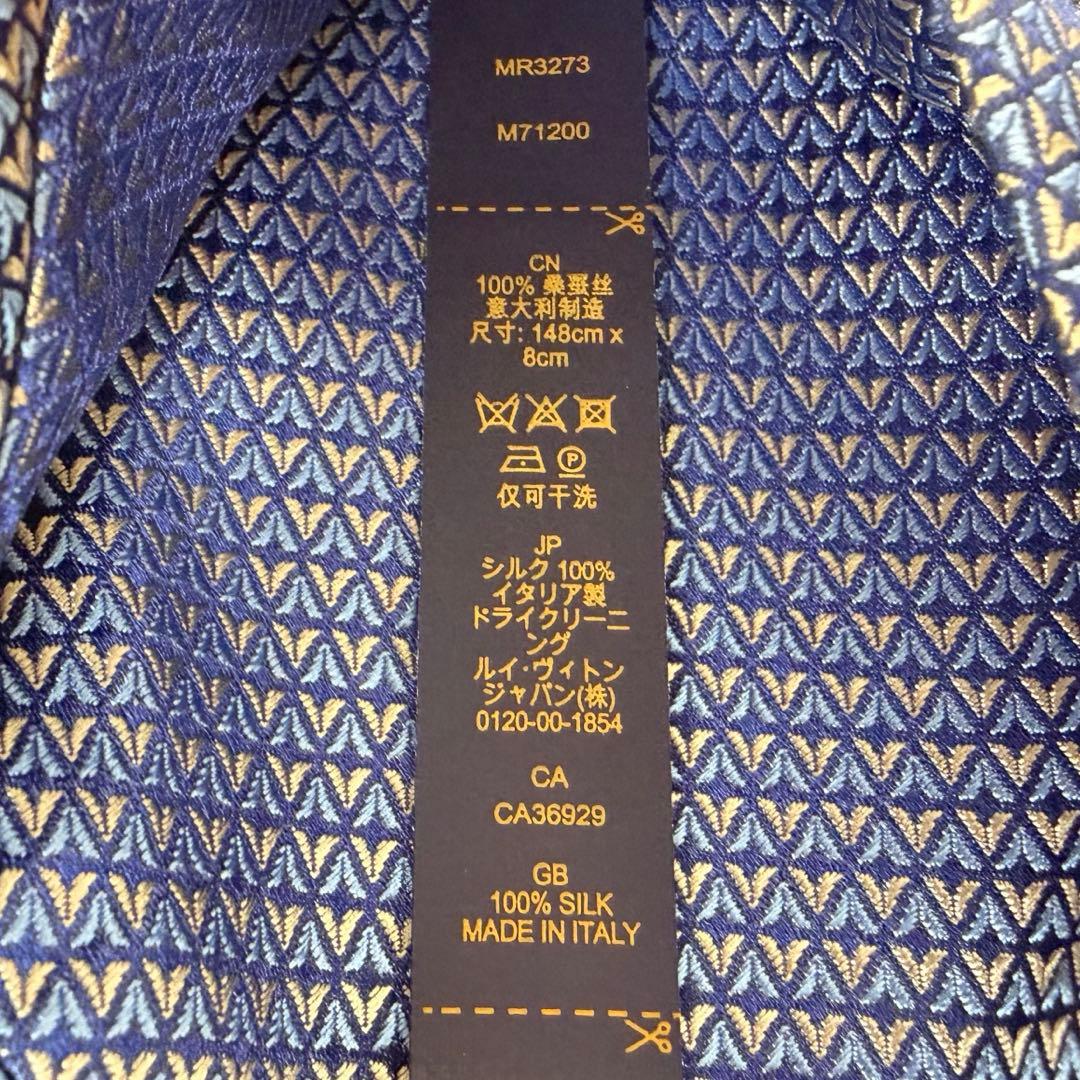 MR3273
M71200
CN
100% 桑蚕丝
意大利制造
尺寸: 148cm x
8cm
P
仅可干洗
JP
シルク 100%
イタリア製
ドライクリーニ
ング
ルイ·ヴィトン
ジャパン(株)
0120-00-1854
CA
CA36929
GB
100% SILK
MADE IN ITALY